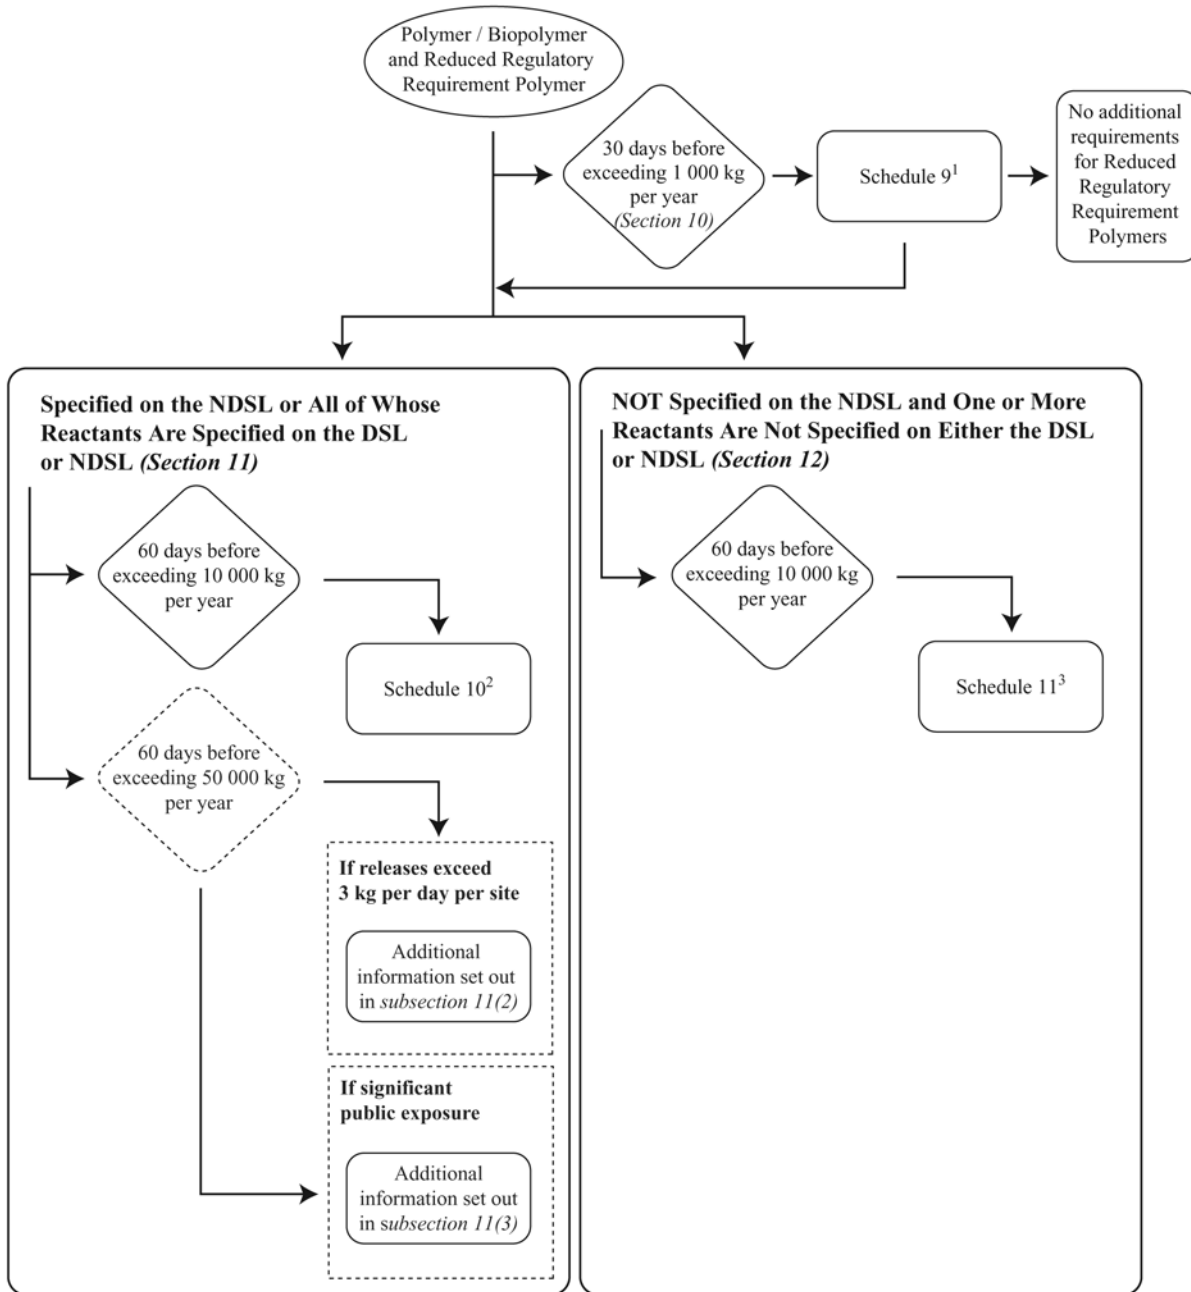 Polymer / Biopolymer
and Reduced Regulatory
Requirement Polymer
30 days before
exceeding 1 000 kg
per year
(Section 10)
Schedule 9¹
No additional
requirements
for Reduced
Regulatory
Requirement
Polymers
Specified on the NDSL or All of Whose
Reactants Are Specified on the DSL
or NDSL (Section 11)
60 days before
exceeding 10 000 kg
per year
Schedule 10²
60 days before
exceeding 50 000 kg
per year
If releases exceed
3 kg per day per site
Additional
information set out
in subsection 11(2)
If significant
public exposure
Additional
information set out
in subsection 11(3)
NOT Specified on the NDSL and One or More
Reactants Are Not Specified on Either the DSL
or NDSL (Section 12)
60 days before
exceeding 10 000 kg
per year
Schedule 11³